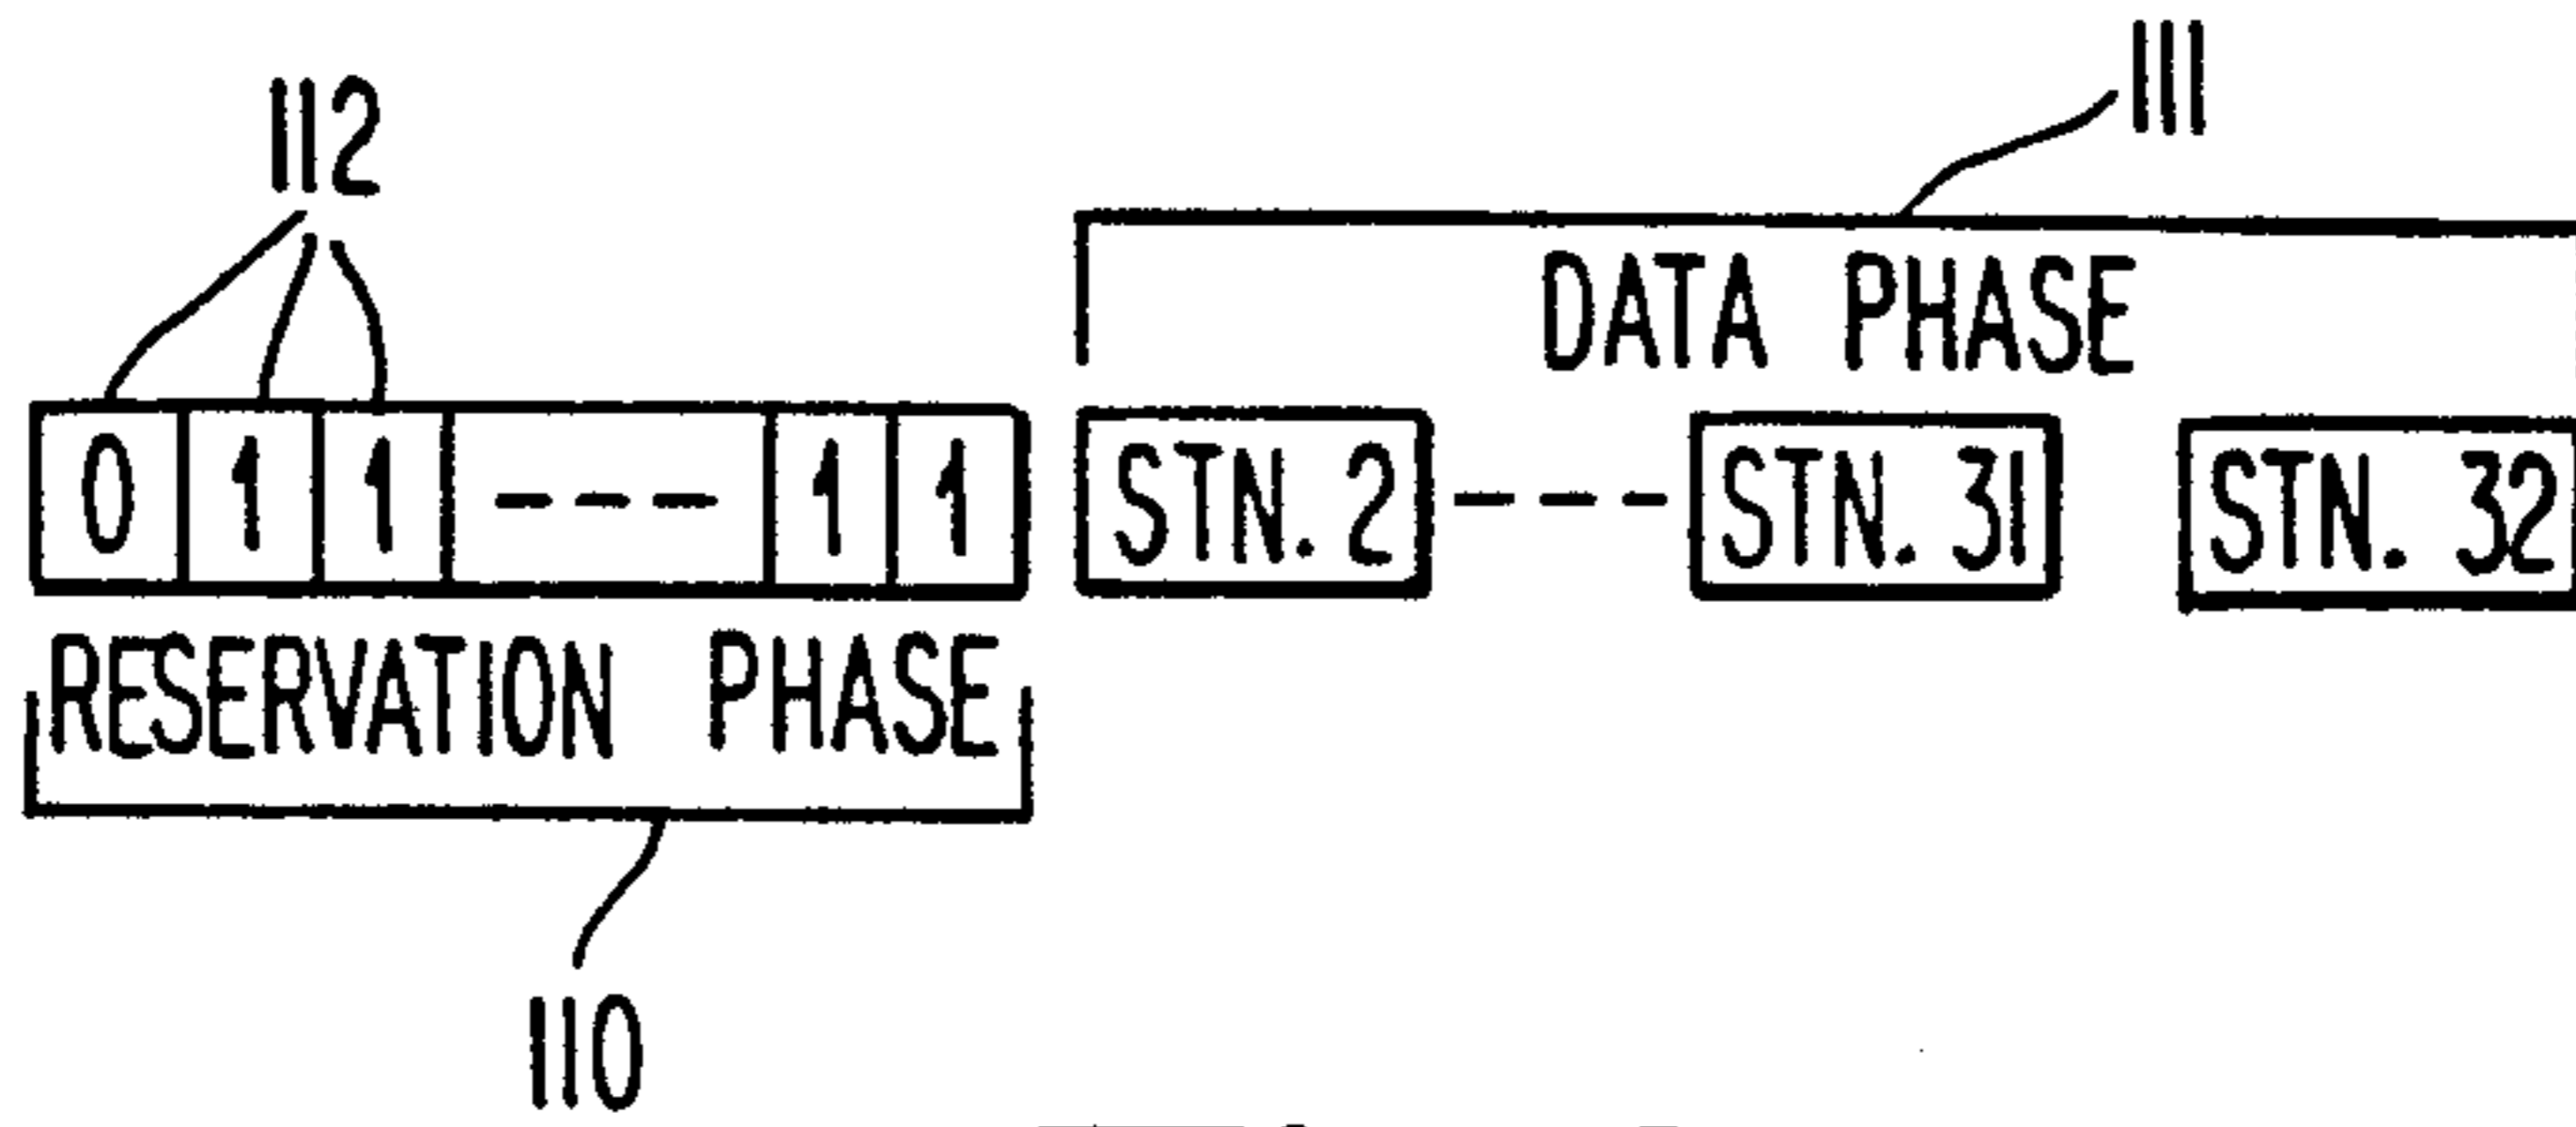 112
111
DATA PHASE
0 1 1 --- 1 1 STN. 2 --- STN. 31 STN. 32
RESERVATION PHASE
110